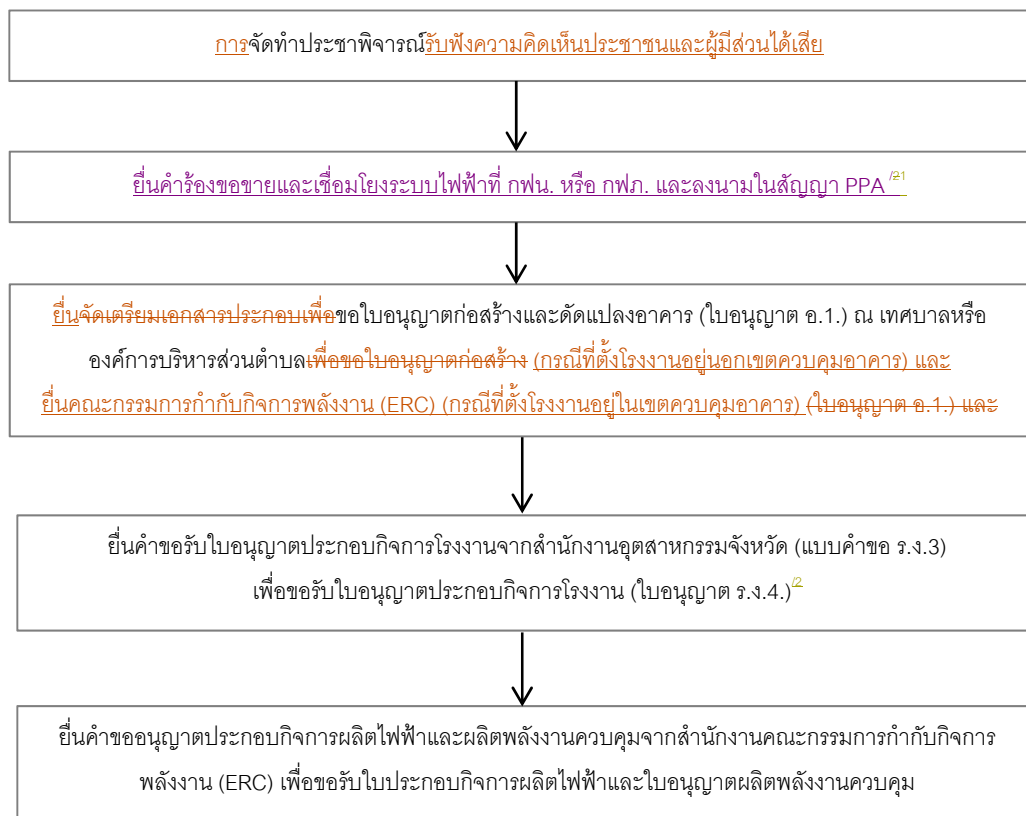 การจัดทำประชาพิจารณ์รับฟังความคิดเห็นประชาชนและผู้มีส่วนได้เสีย
ยื่นคำร้องขอขายและเชื่อมโยงระบบไฟฟ้าที่ กฟน. หรือ กฟภ. และลงนามในสัญญา PPA /21
ยื่นจัดเตรียมเอกสารประกอบเพื่อขอใบอนุญาตก่อสร้างและดัดแปลงอาคาร (ใบอนุญาต อ.1.) ณ เทศบาลหรือ
องค์การบริหารส่วนตำบลเพื่อขอใบอนุญาตก่อสร้าง (กรณีที่ตั้งโรงงานอยู่นอกเขตควบคุมอาคาร) และ
ยื่นคณะกรรมการกำกับกิจการพลังงาน (ERC) (กรณีที่ตั้งโรงงานอยู่ในเขตควบคุมอาคาร) (ใบอนุญาต อ.1.) และ
ยื่นคำขอรับใบอนุญาตประกอบกิจการโรงงานจากสำนักงานอุตสาหกรรมจังหวัด (แบบคำขอ ร.ง.3)
เพื่อขอรับใบอนุญาตประกอบกิจการโรงงาน (ใบอนุญาต ร.ง.4.)/2
ยื่นคำขออนุญาตประกอบกิจการผลิตไฟฟ้าและผลิตพลังงานควบคุมจากสำนักงานคณะกรรมการกำกับกิจการ
พลังงาน (ERC) เพื่อขอรับใบประกอบกิจการผลิตไฟฟ้าและใบอนุญาตผลิตพลังงานควบคุม